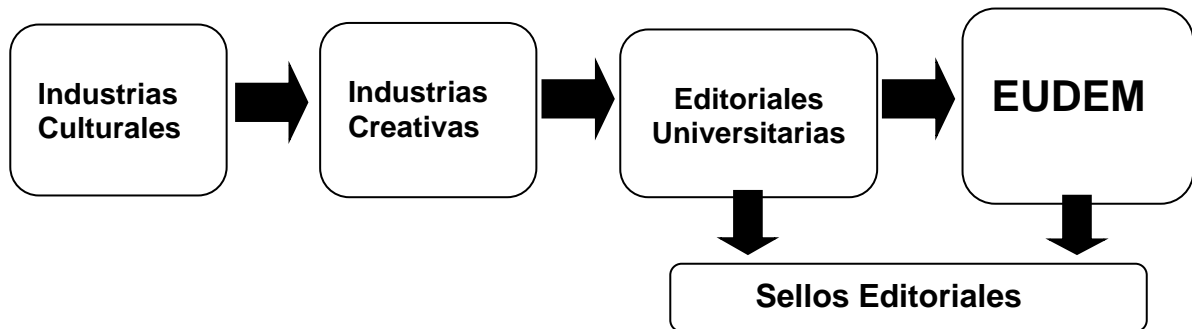 Industrias
Culturales
Industrias
Creativas
Editoriales
Universitarias
EUDEM
Sellos Editoriales